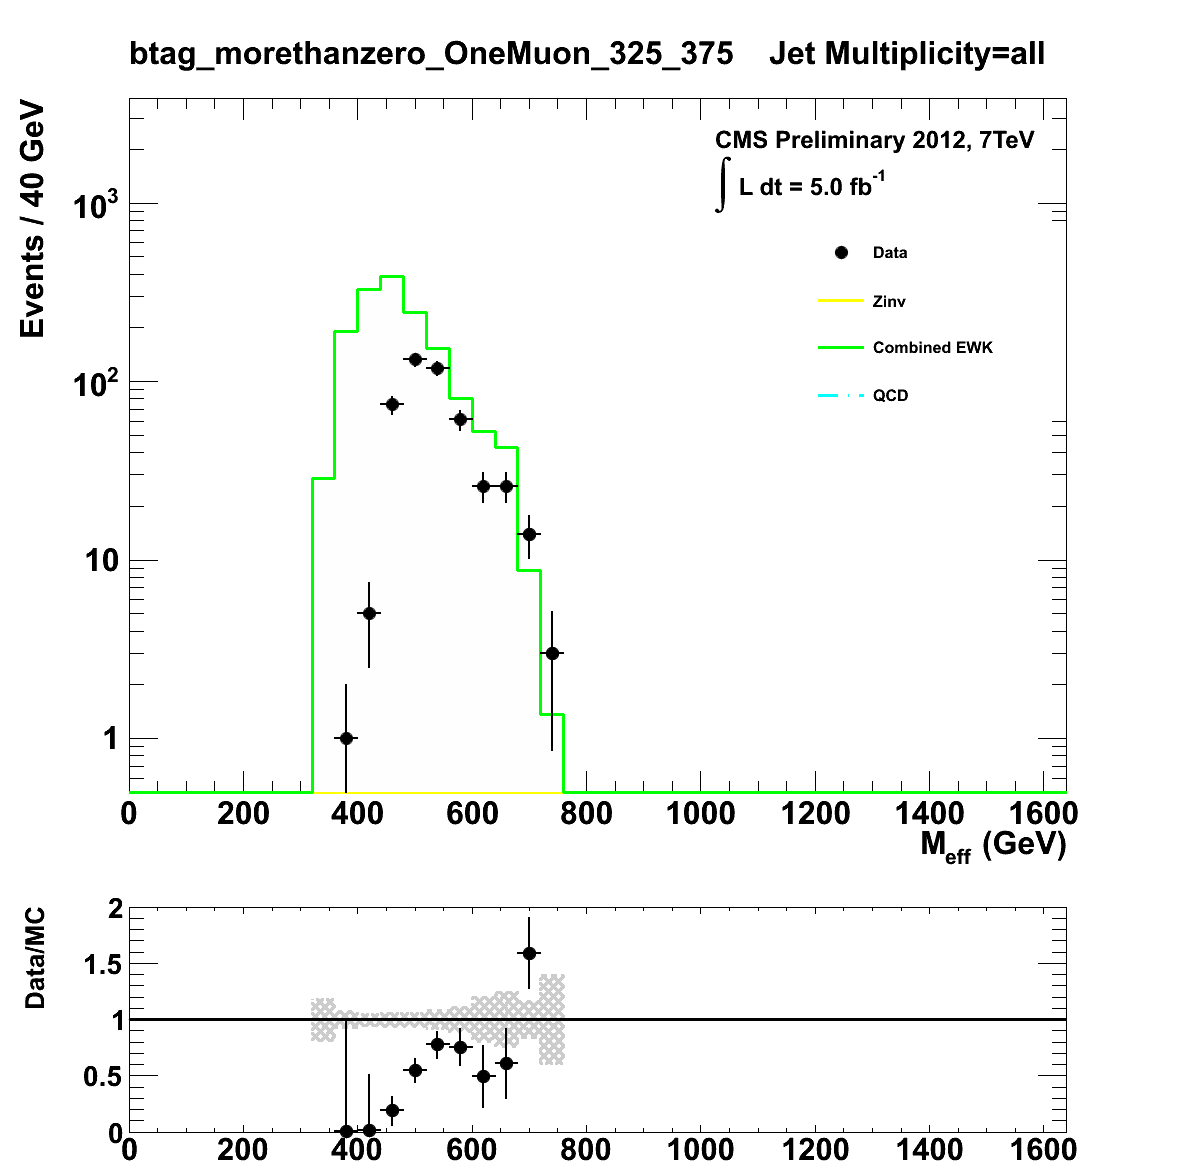 btag_morethanzero_OneMuon_325_375 Jet Multiplicity=all
Events / 40 GeV
CMS Preliminary 2012, 7TeV
∫ L dt = 5.0 fb⁻¹
Data
Zinv
Combined EWK
QCD
10³
10²
10
1
0 200 400 600 800 1000 1200 1400 1600
M_eff (GeV)
Data/MC
2
1.5
1
0.5
0
0 200 400 600 800 1000 1200 1400 1600